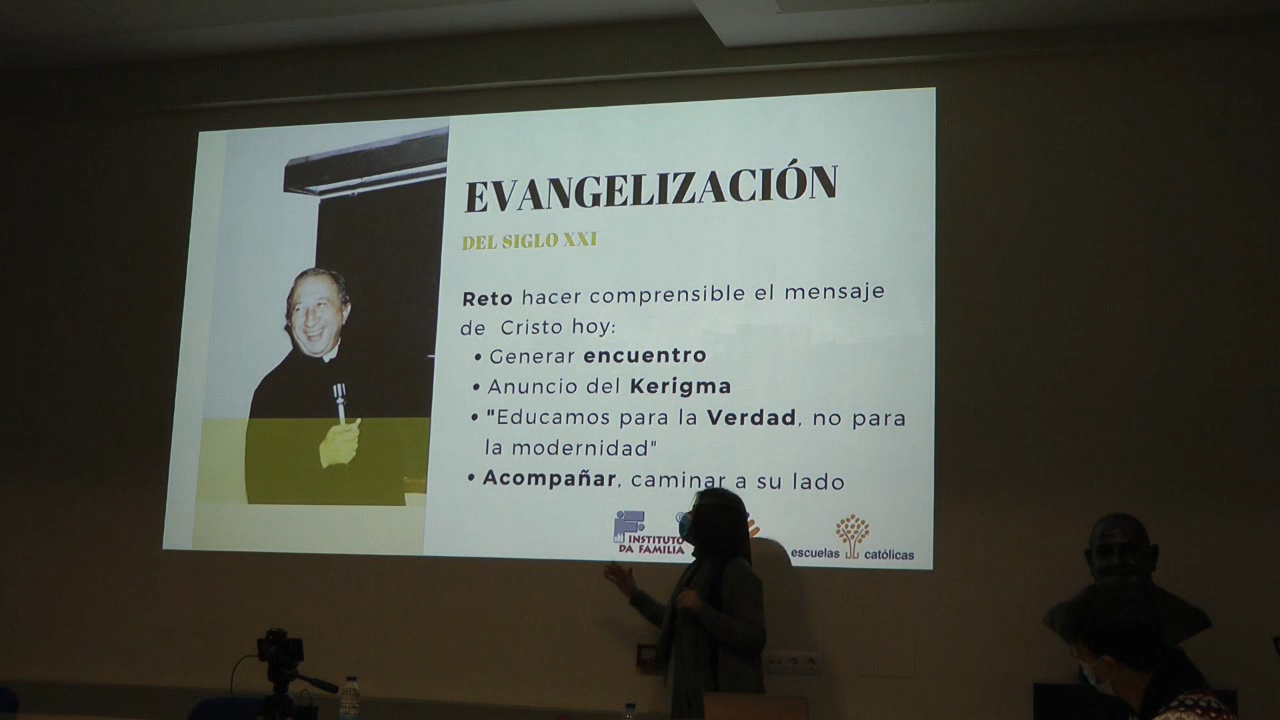 EVANGELIZACIÓN
DEL SIGLO XXI
Reto hacer comprensible el mensaje
de Cristo hoy:
• Generar encuentro
• Anuncio del Kerigma
• "Educamos para la Verdad, no para
la modernidad"
• Acompañar, caminar a su lado
INSTITUTO
DA FAMILIA
escuelas católicas